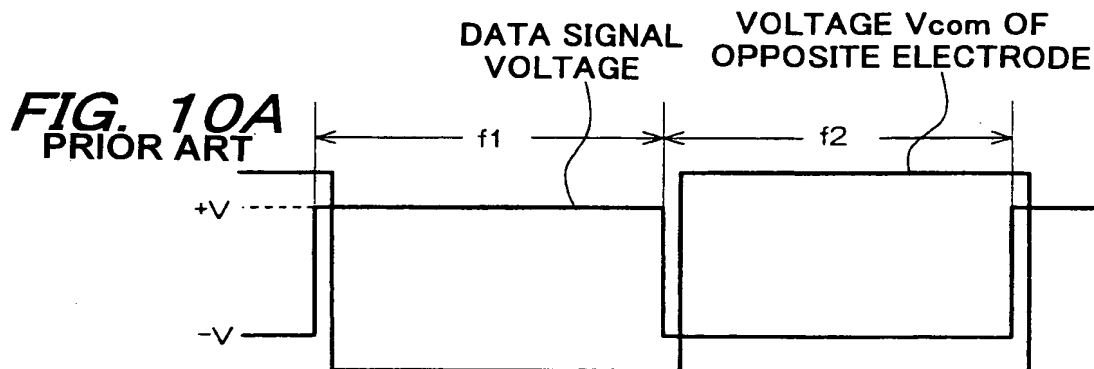 DATA SIGNAL
VOLTAGE
VOLTAGE Vcom OF
OPPOSITE ELECTRODE
FIG. 10A
PRIOR ART
f1
f2
+V
-V